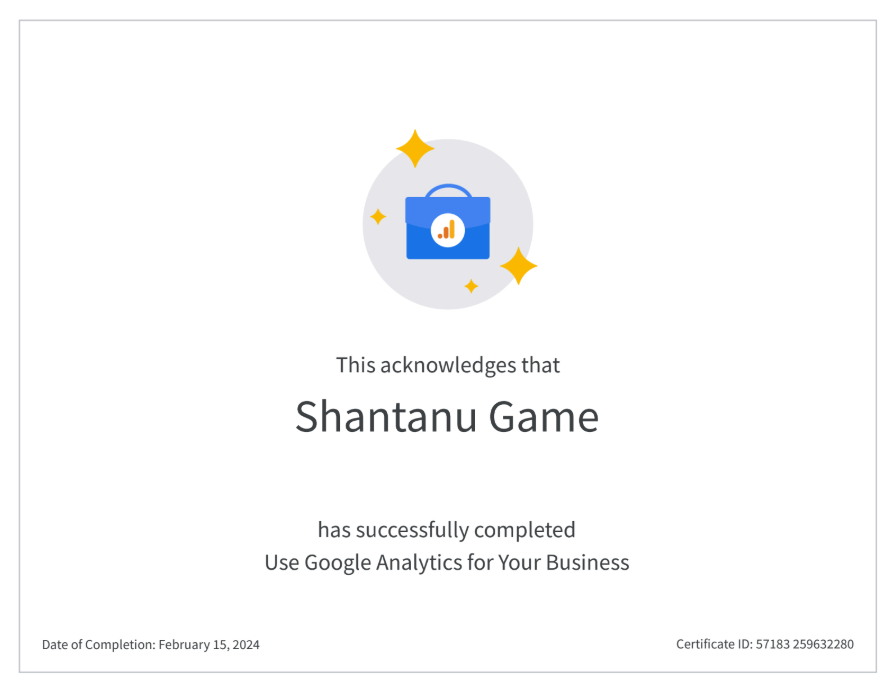 This acknowledges that
Shantanu Game
has successfully completed
Use Google Analytics for Your Business
Date of Completion: February 15, 2024
Certificate ID: 57183 259632280